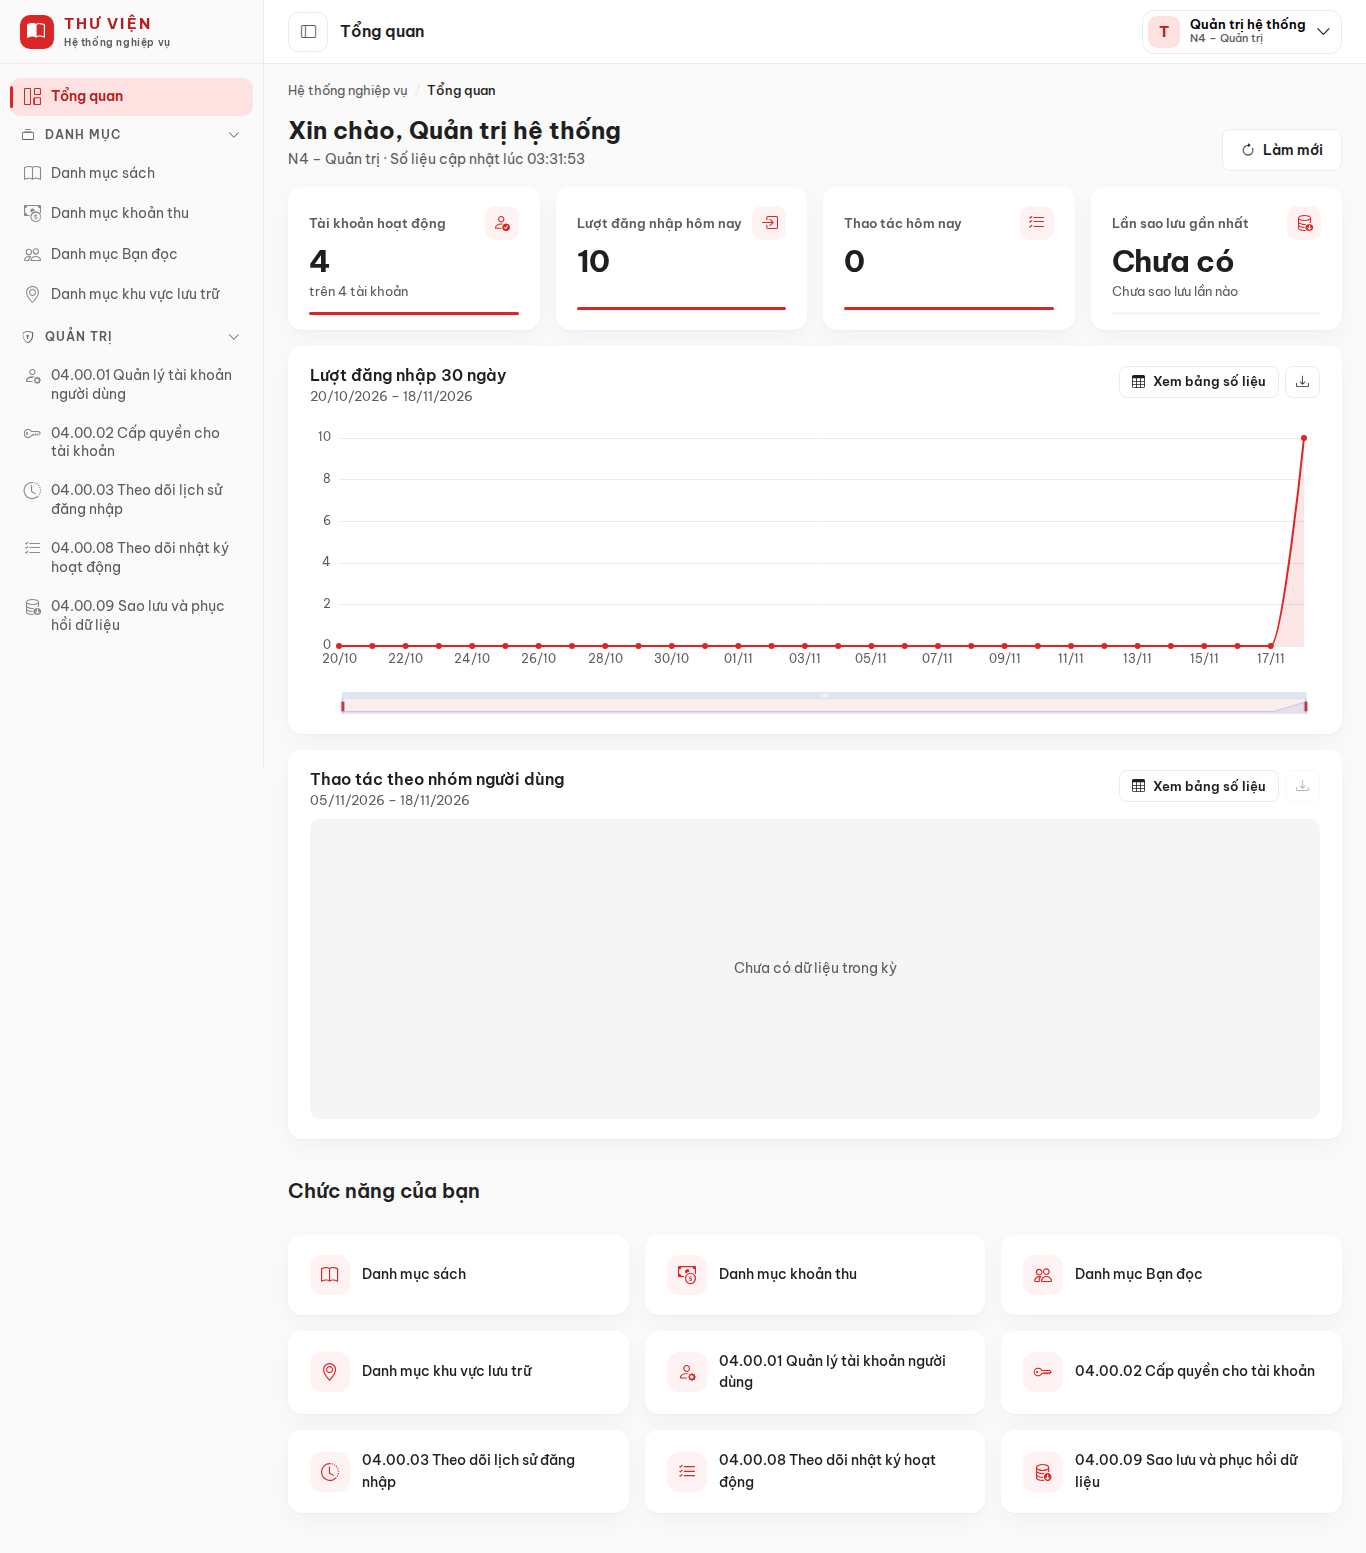 THƯ VIỆN
Hệ thống nghiệp vụ
Tổng quan
T
Quản trị hệ thống
N4 – Quản trị
Tổng quan
DANH MỤC
Danh mục sách
Danh mục khoản thu
Danh mục Bạn đọc
Danh mục khu vực lưu trữ
QUẢN TRỊ
04.00.01 Quản lý tài khoản
người dùng
04.00.02 Cấp quyền cho
tài khoản
04.00.03 Theo dõi lịch sử
đăng nhập
04.00.08 Theo dõi nhật ký
hoạt động
04.00.09 Sao lưu và phục
hồi dữ liệu
Hệ thống nghiệp vụ / Tổng quan
Xin chào, Quản trị hệ thống
N4 – Quản trị · Số liệu cập nhật lúc 03:31:53
Làm mới
Tài khoản hoạt động
4
trên 4 tài khoản
Lượt đăng nhập hôm nay
10
Thao tác hôm nay
0
Lần sao lưu gần nhất
Chưa có
Chưa sao lưu lần nào
Lượt đăng nhập 30 ngày
20/10/2026 – 18/11/2026
Xem bảng số liệu
10
8
6
4
2
0
20/10 22/10 24/10 26/10 28/10 30/10 01/11 03/11 05/11 07/11 09/11 11/11 13/11 15/11 17/11
Thao tác theo nhóm người dùng
05/11/2026 – 18/11/2026
Xem bảng số liệu
Chưa có dữ liệu trong kỳ
Chức năng của bạn
Danh mục sách
Danh mục khoản thu
Danh mục Bạn đọc
Danh mục khu vực lưu trữ
04.00.01 Quản lý tài khoản người
dùng
04.00.02 Cấp quyền cho tài khoản
04.00.03 Theo dõi lịch sử đăng
nhập
04.00.08 Theo dõi nhật ký hoạt
động
04.00.09 Sao lưu và phục hồi dữ
liệu